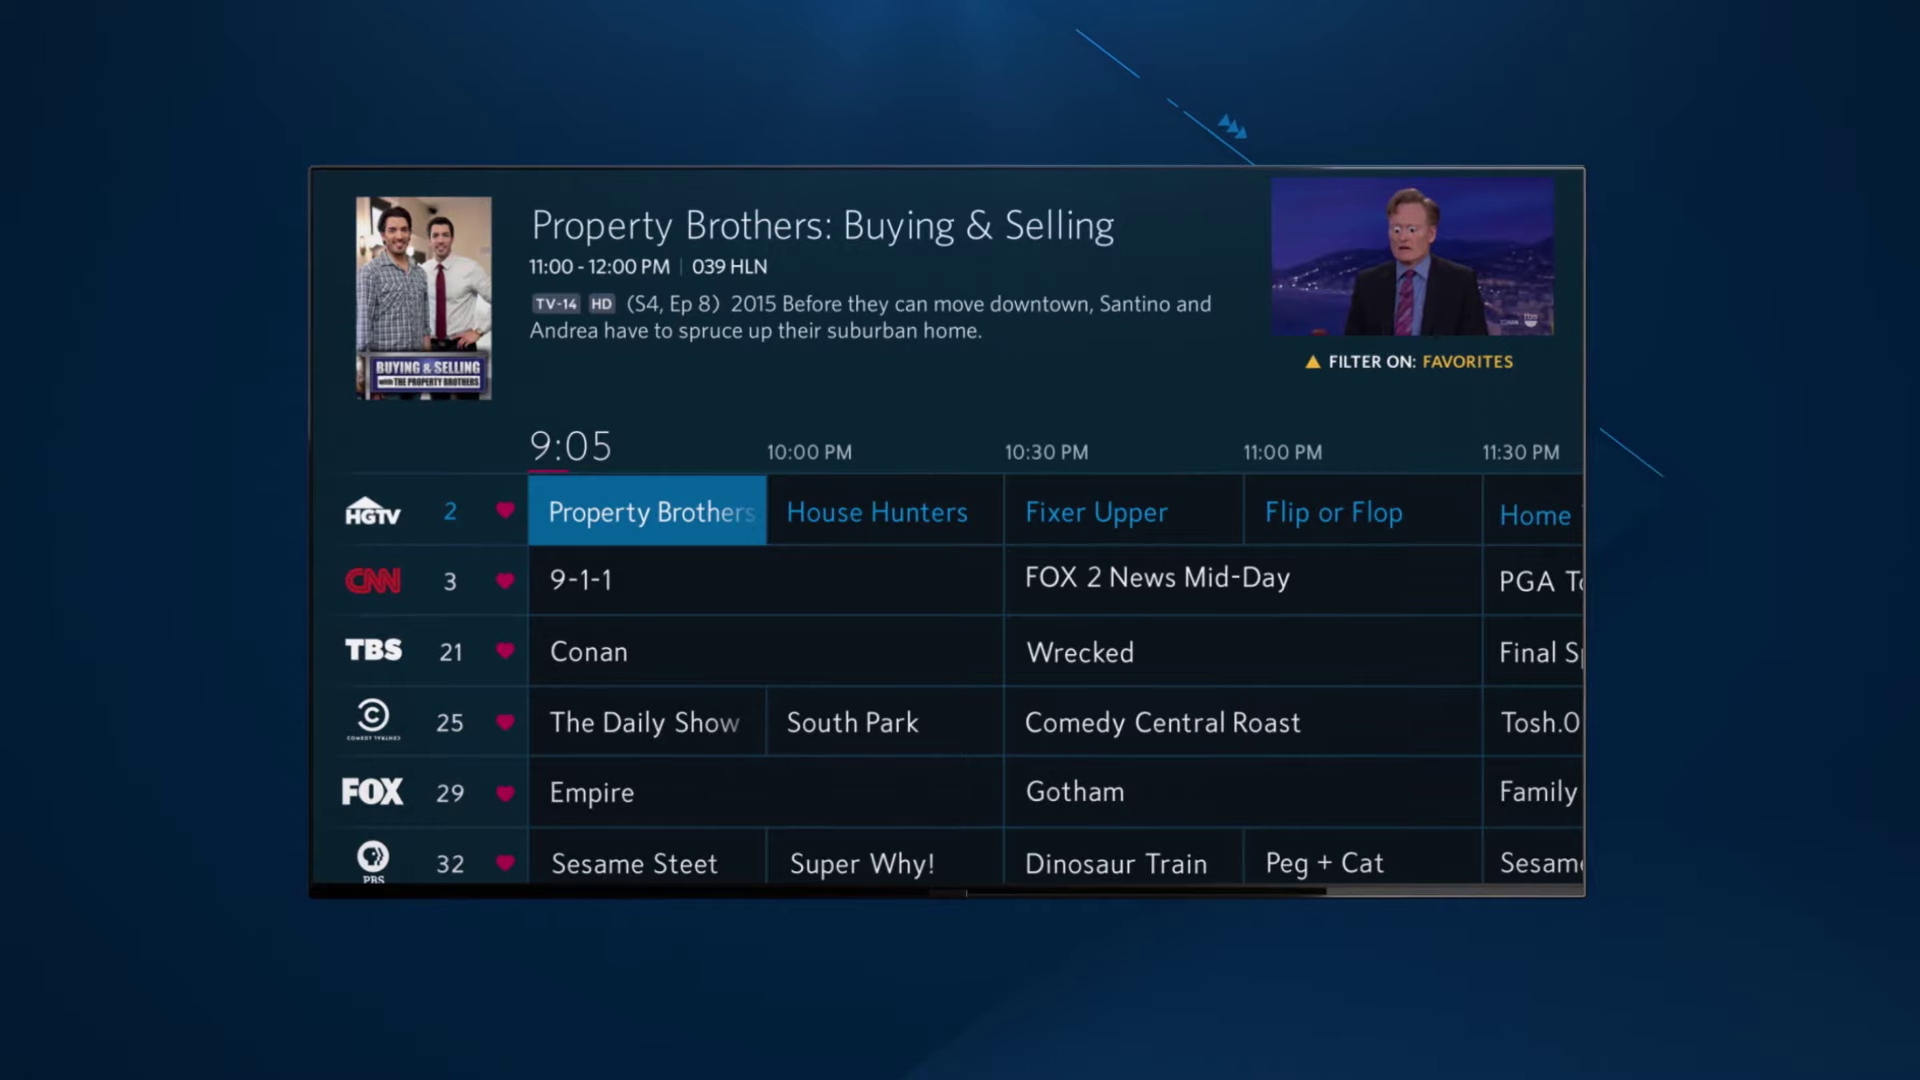 Property Brothers: Buying & Selling
11:00 - 12:00 PM | 039 HLN
TV-14 HD (S4, Ep 8) 2015 Before they can move downtown, Santino and
Andrea have to spruce up their suburban home.
BUYING & SELLING
with THE PROPERTY BROTHERS
tbs
FILTER ON: FAVORITES
9:05 10:00 PM 10:30 PM 11:00 PM 11:30 PM
HGTV 2 Property Brothers House Hunters Fixer Upper Flip or Flop Home
CNN 3 9-1-1 FOX 2 News Mid-Day PGA To
TBS 21 Conan Wrecked Final Sp
COMEDY CENTRAL 25 The Daily Show South Park Comedy Central Roast Tosh.0
FOX 29 Empire Gotham Family
PBS 32 Sesame Steet Super Why! Dinosaur Train Peg + Cat Sesame